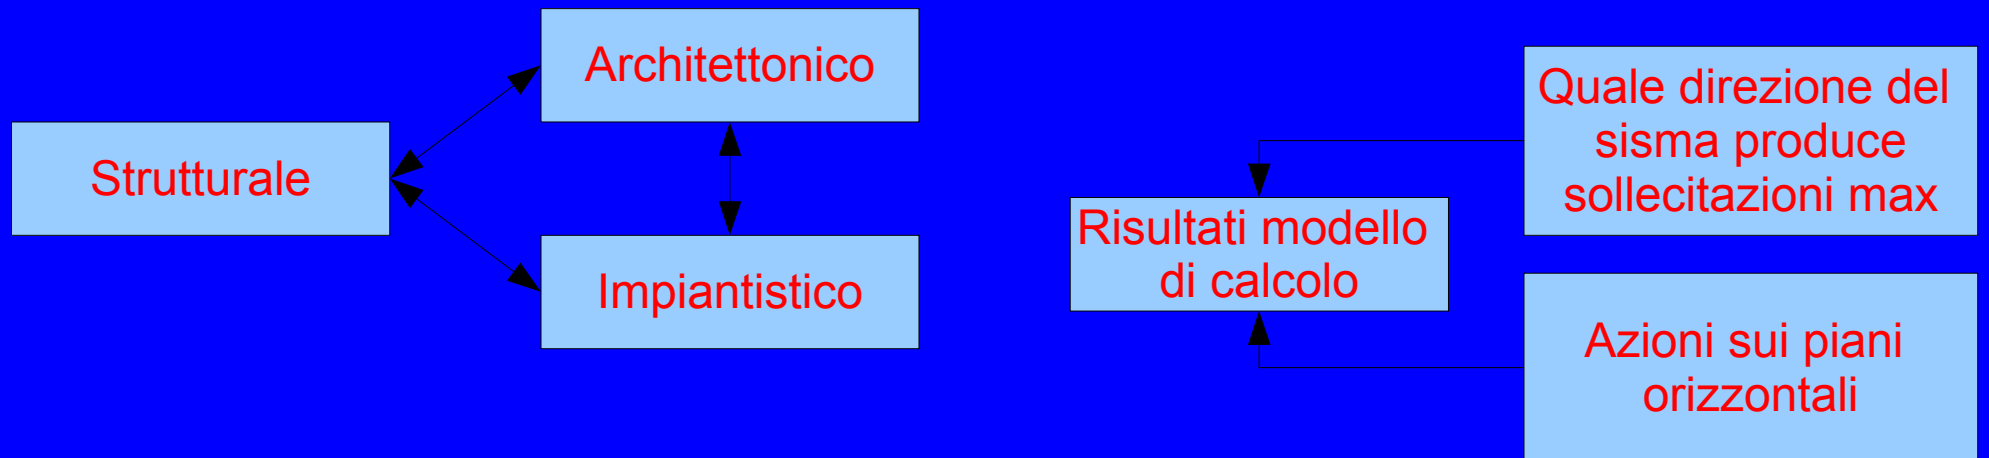 Architettonico
Strutturale
Impiantistico
Quale direzione del
sisma produce
sollecitazioni max
Risultati modello
di calcolo
Azioni sui piani
orizzontali